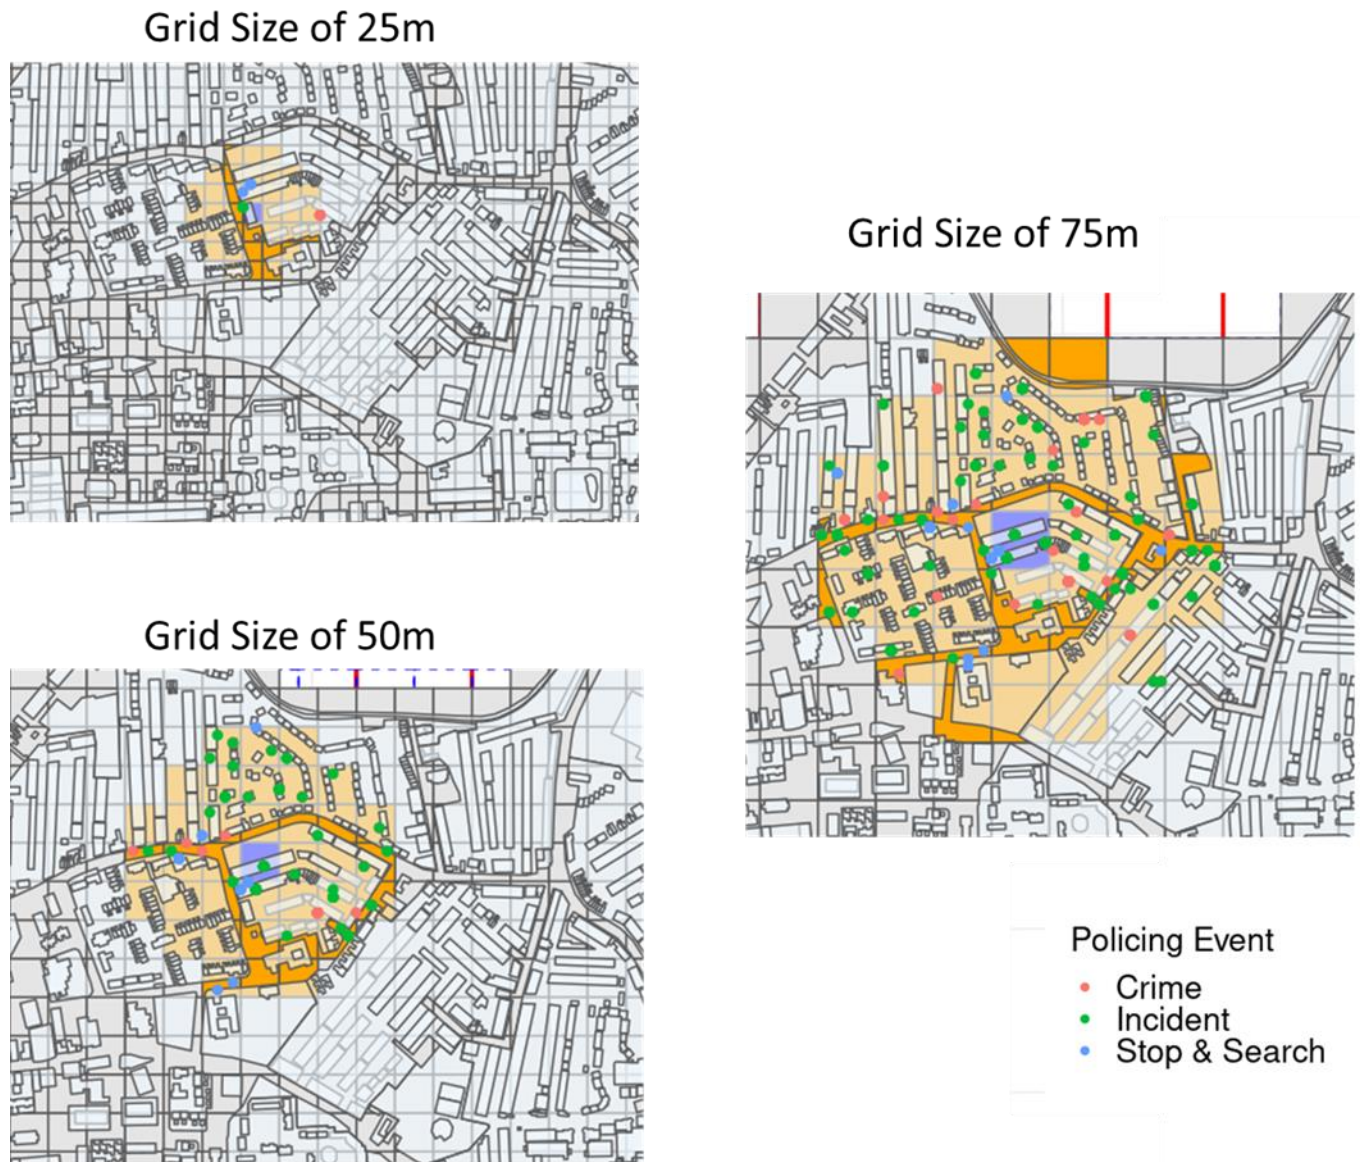 Grid Size of 25m
Grid Size of 75m
Grid Size of 50m
Policing Event
Crime
Incident
Stop & Search